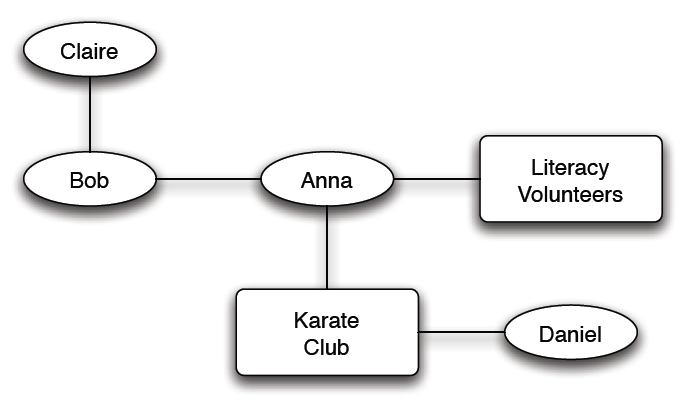 Claire
Bob
Anna
Literacy
Volunteers
Karate
Club
Daniel